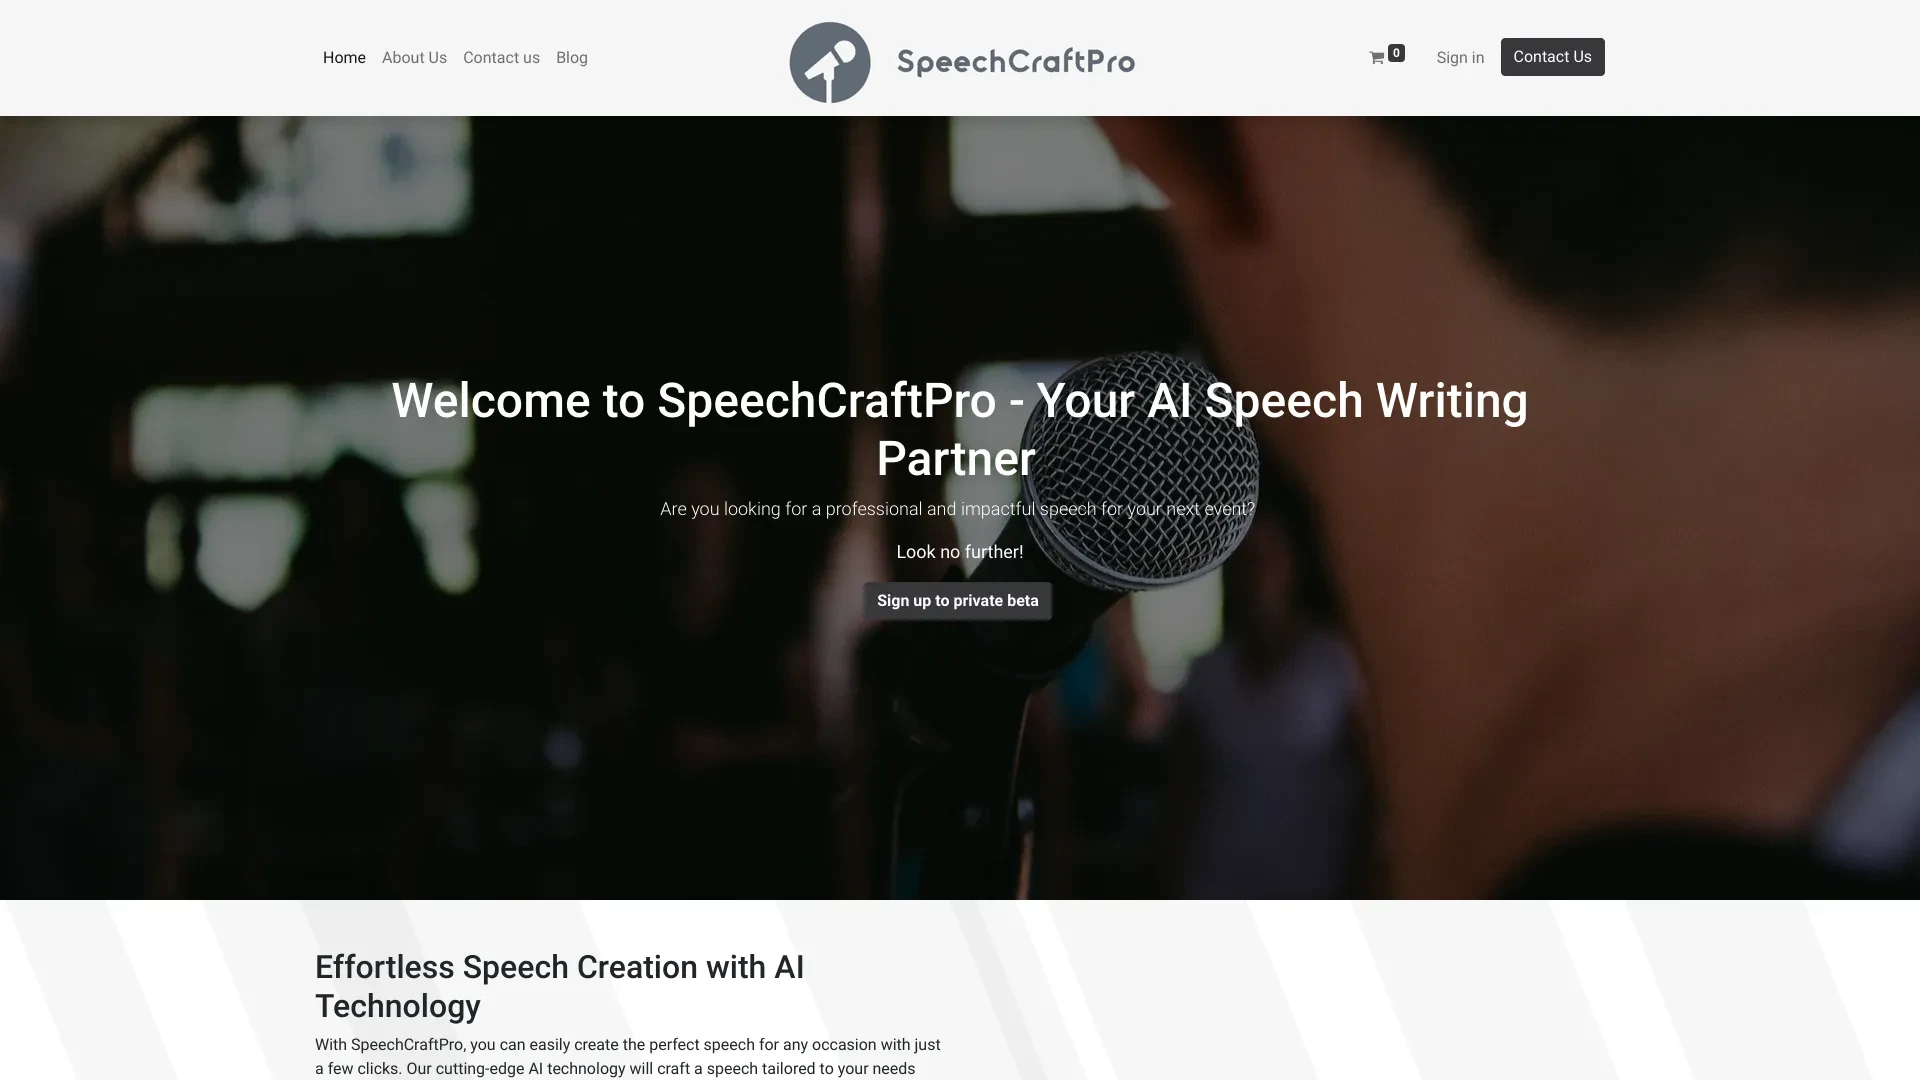 Home About Us Contact us Blog
SpeechCraftPro
0 Sign in Contact Us
Welcome to SpeechCraftPro - Your AI Speech Writing
Partner
Are you looking for a professional and impactful speech for your next event?
Look no further!
Sign up to private beta
Effortless Speech Creation with AI
Technology
With SpeechCraftPro, you can easily create the perfect speech for any occasion with just
a few clicks. Our cutting-edge AI technology will craft a speech tailored to your needs